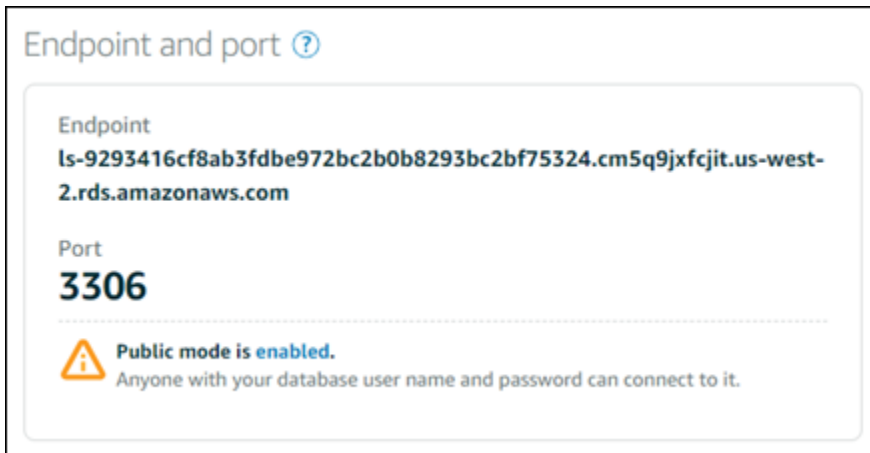 Endpoint and port ?
Endpoint
ls-9293416cf8ab3fdbe972bc2b0b8293bc2bf75324.cm5q9jxfcjit.us-west-
2.rds.amazonaws.com
Port
3306
Public mode is enabled.
Anyone with your database user name and password can connect to it.